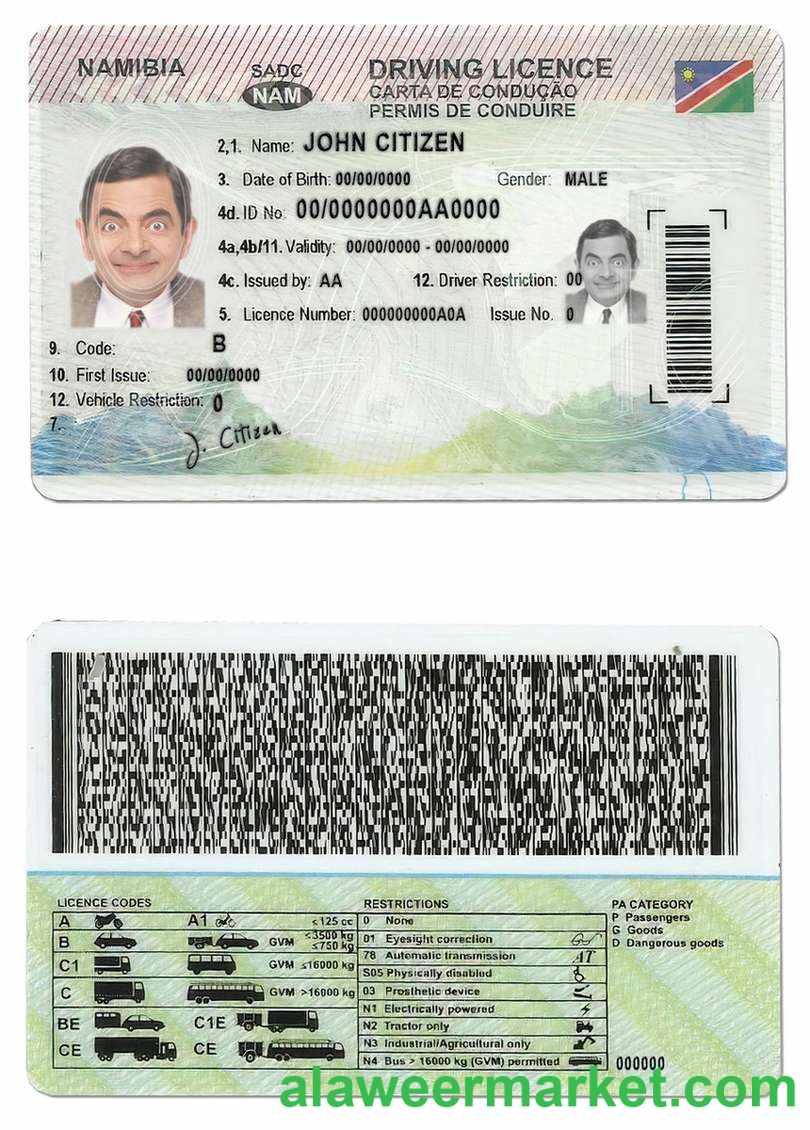 NAMIBIA
SADC
NAM
DRIVING LICENCE
CARTA DE CONDUÇÃO
PERMIS DE CONDUIRE
2,1. Name: JOHN CITIZEN
3. Date of Birth: 00/00/0000 Gender: MALE
4d. ID No: 00/0000000AA0000
4a,4b/11. Validity: 00/00/0000 - 00/00/0000
4c. Issued by: AA 12. Driver Restriction: 00
5. Licence Number: 000000000A0A Issue No. 0
9. Code: B
10. First Issue: 00/00/0000
12. Vehicle Restriction: 0
7.
J. Citizen
LICENCE CODES
A A1 ≤125 cc
B GVM ≤3500 kg ≤750 kg
C1 GVM ≤16000 kg
C GVM >16000 kg
BE C1E
CE CE
RESTRICTIONS
0 None
01 Eyesight correction
78 Automatic transmission AT
S05 Physically disabled
03 Prosthetic device
N1 Electrically powered
N2 Tractor only
N3 Industrial/Agricultural only
N4 Bus > 16000 kg (GVM) permitted
PA CATEGORY
P Passengers
G Goods
D Dangerous goods
000000
alaweermarket.com